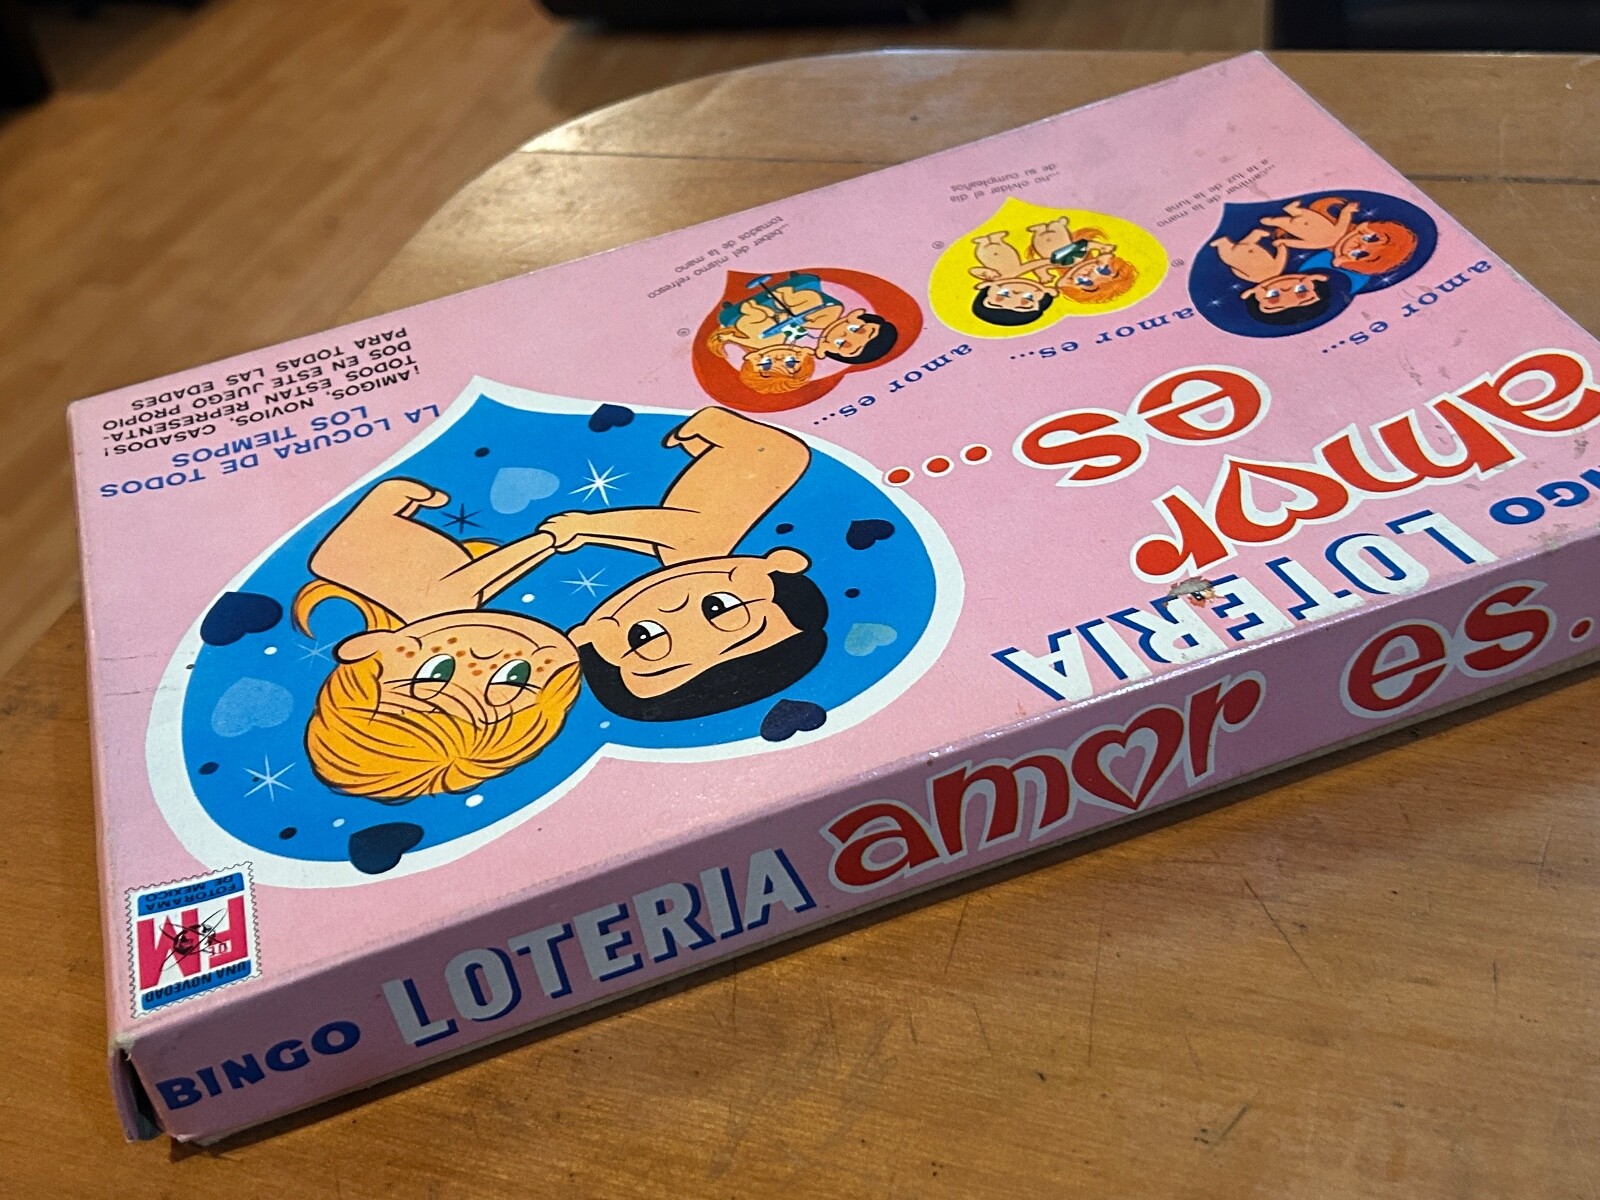 BINGO LOTERIA amor es.
LOTERIA
amor
es...
amor es...
...caminar de la mano
a la luz de la luna
amor es...
...no olvidar el día
de su cumpleaños
amor es...
...beber del mismo refresco
tomados de la mano
LA LOCURA DE TODOS
LOS TIEMPOS
¡AMIGOS, NOVIOS, CASADOS!
TODOS ESTAN REPRESENTA-
DOS EN ESTE JUEGO PROPIO
PARA TODAS LAS EDADES
UNA NOVEDAD
FM
FOTORAMA
DE MEXICO